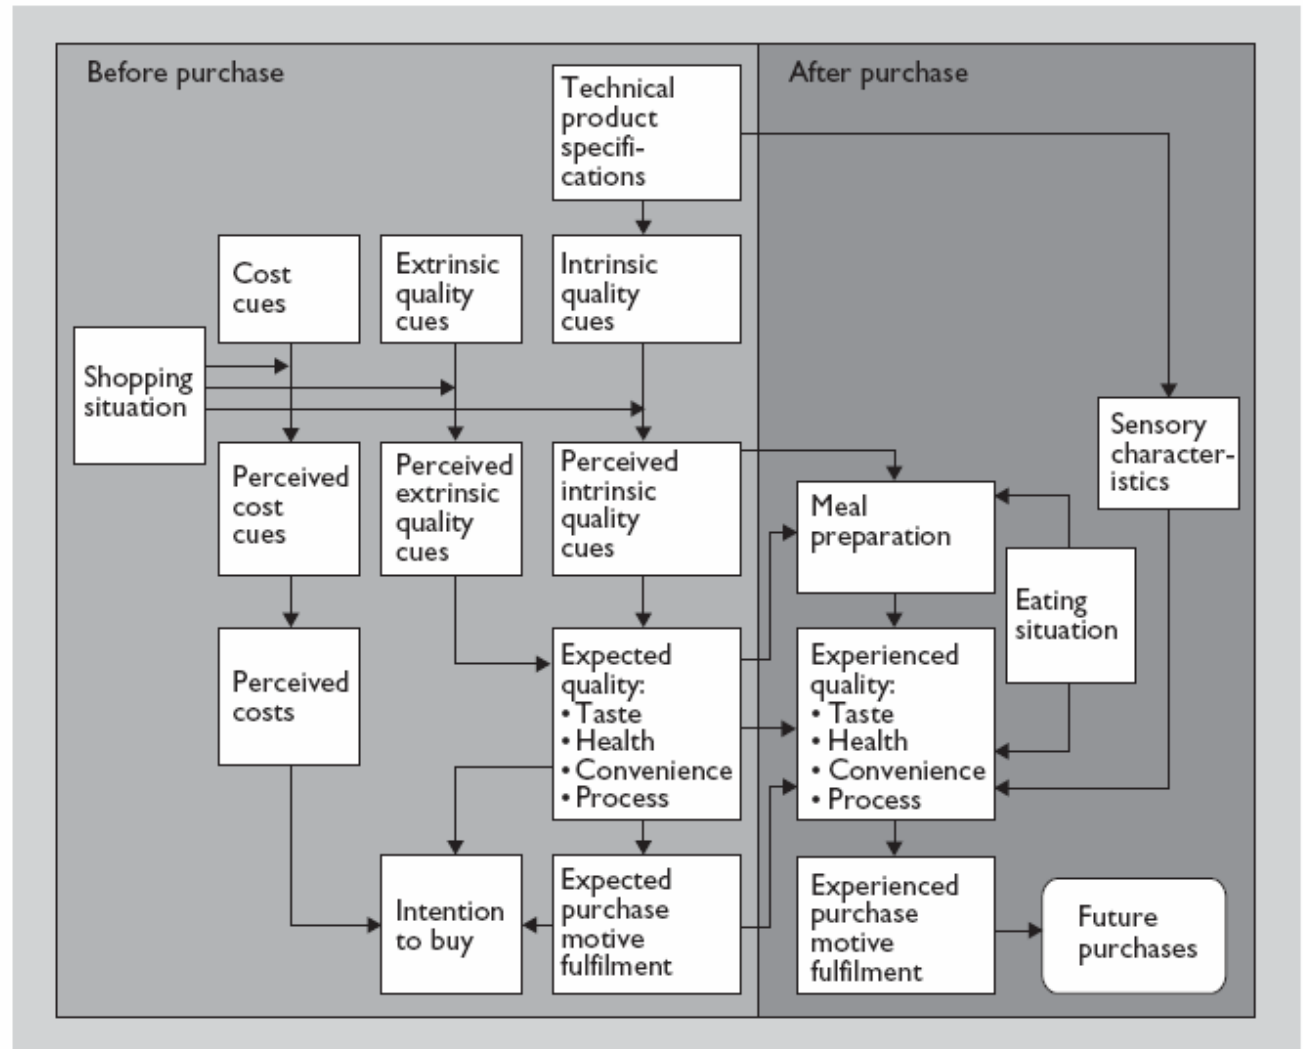 Before purchase
After purchase
Technical
product
specifi-
cations
Cost
cues
Extrinsic
quality
cues
Intrinsic
quality
cues
Shopping
situation
Sensory
character-
istics
Perceived
cost
cues
Perceived
extrinsic
quality
cues
Perceived
intrinsic
quality
cues
Meal
preparation
Eating
situation
Perceived
costs
Expected
quality:
• Taste
• Health
• Convenience
• Process
Experienced
quality:
• Taste
• Health
• Convenience
• Process
Intention
to buy
Expected
purchase
motive
fulfilment
Experienced
purchase
motive
fulfilment
Future
purchases